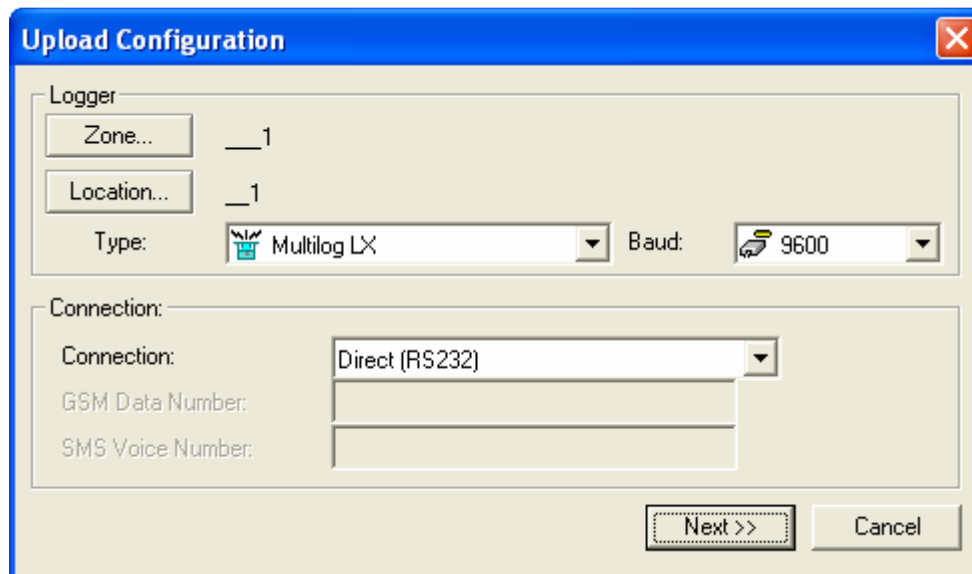 Upload Configuration
Logger
Zone... ___1
Location... __1
Type: Multilog LX Baud: 9600
Connection:
Connection: Direct (RS232)
GSM Data Number:
SMS Voice Number:
Next >> Cancel